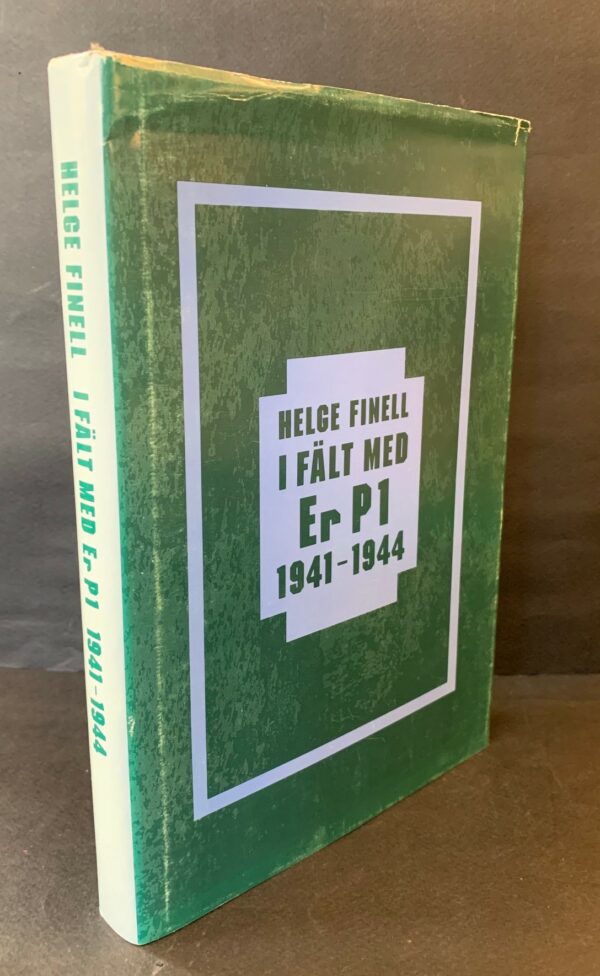 HELGE FINELL I FÄLT MED Er P1 1941-1944
HELGE FINELL
I FÄLT MED
Er P1
1941-1944